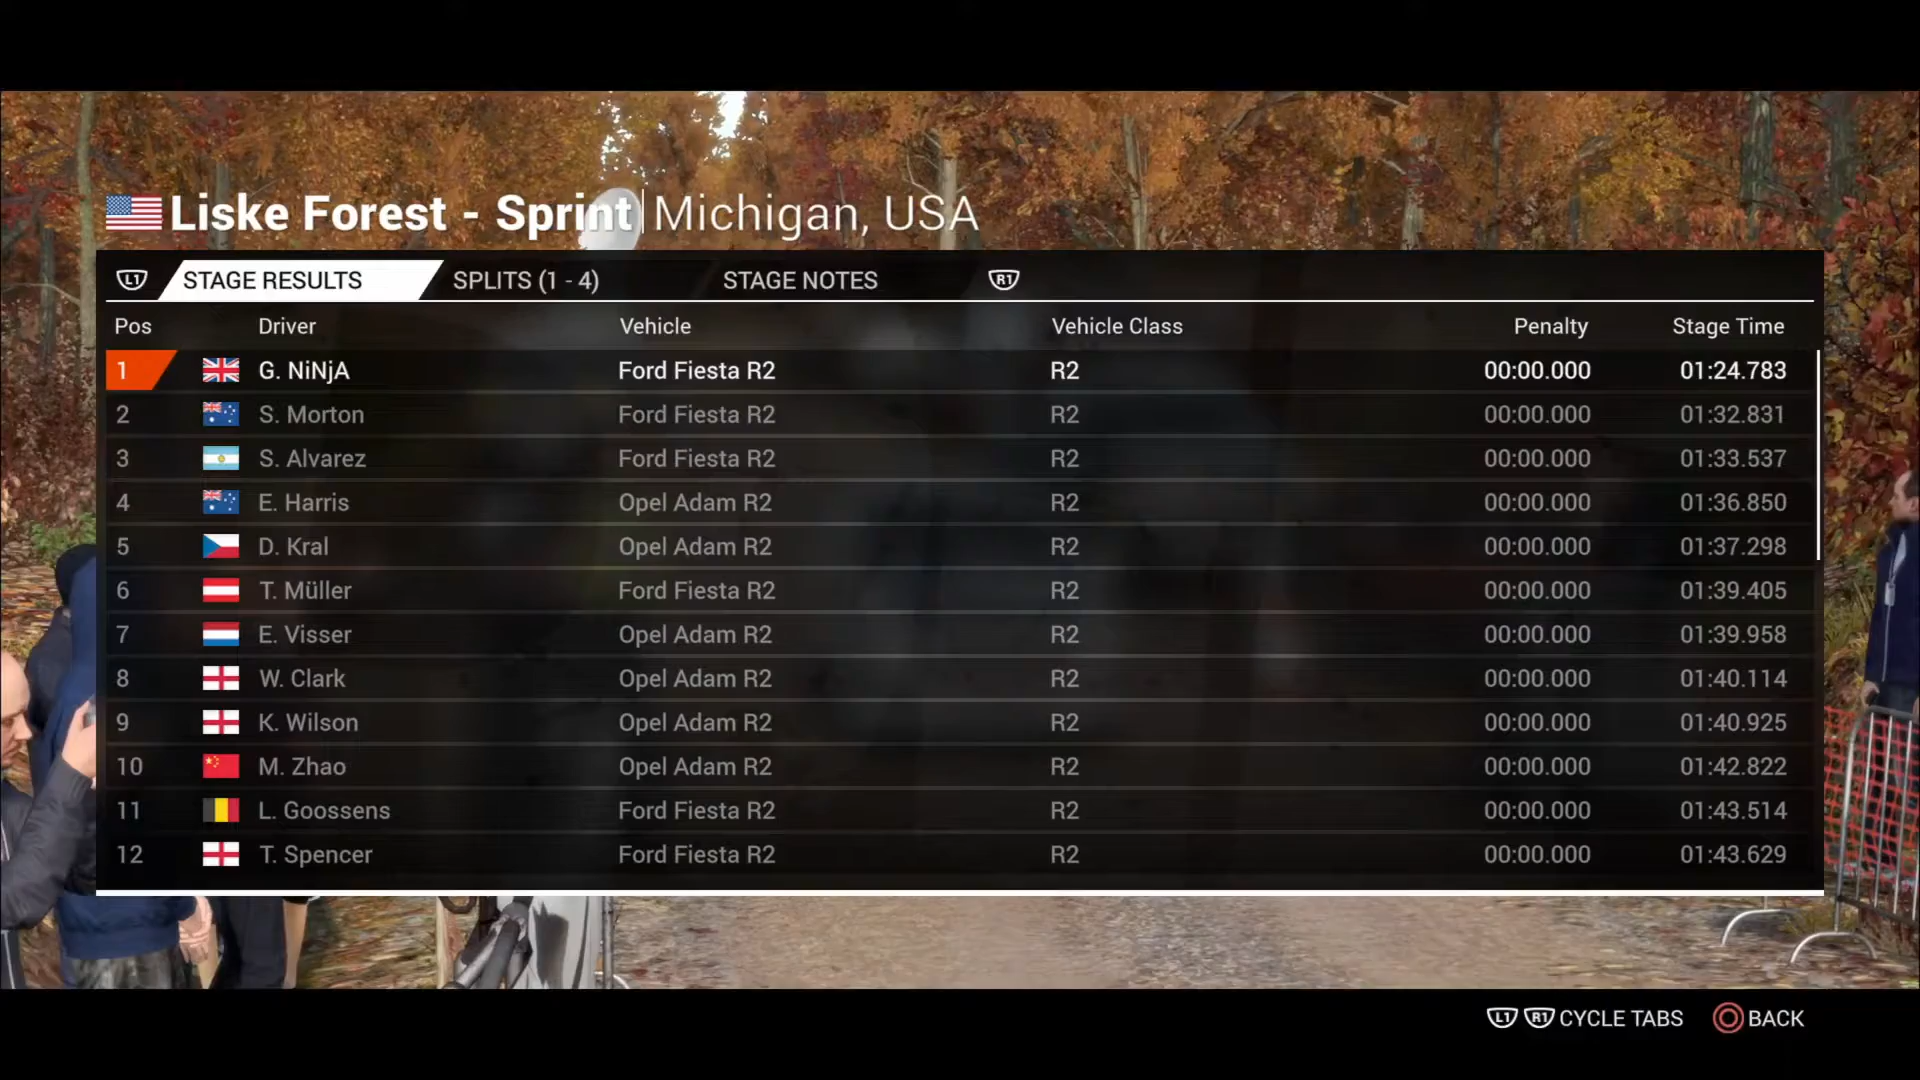 Liske Forest - Sprint | Michigan, USA
L1 STAGE RESULTS SPLITS (1 - 4) STAGE NOTES R1
Pos Driver Vehicle Vehicle Class Penalty Stage Time
1 G. NiNjA Ford Fiesta R2 R2 00:00.000 01:24.783
2 S. Morton Ford Fiesta R2 R2 00:00.000 01:32.831
3 S. Alvarez Ford Fiesta R2 R2 00:00.000 01:33.537
4 E. Harris Opel Adam R2 R2 00:00.000 01:36.850
5 D. Kral Opel Adam R2 R2 00:00.000 01:37.298
6 T. Müller Ford Fiesta R2 R2 00:00.000 01:39.405
7 E. Visser Opel Adam R2 R2 00:00.000 01:39.958
8 W. Clark Opel Adam R2 R2 00:00.000 01:40.114
9 K. Wilson Opel Adam R2 R2 00:00.000 01:40.925
10 M. Zhao Opel Adam R2 R2 00:00.000 01:42.822
11 L. Goossens Ford Fiesta R2 R2 00:00.000 01:43.514
12 T. Spencer Ford Fiesta R2 R2 00:00.000 01:43.629
L1 R1 CYCLE TABS BACK